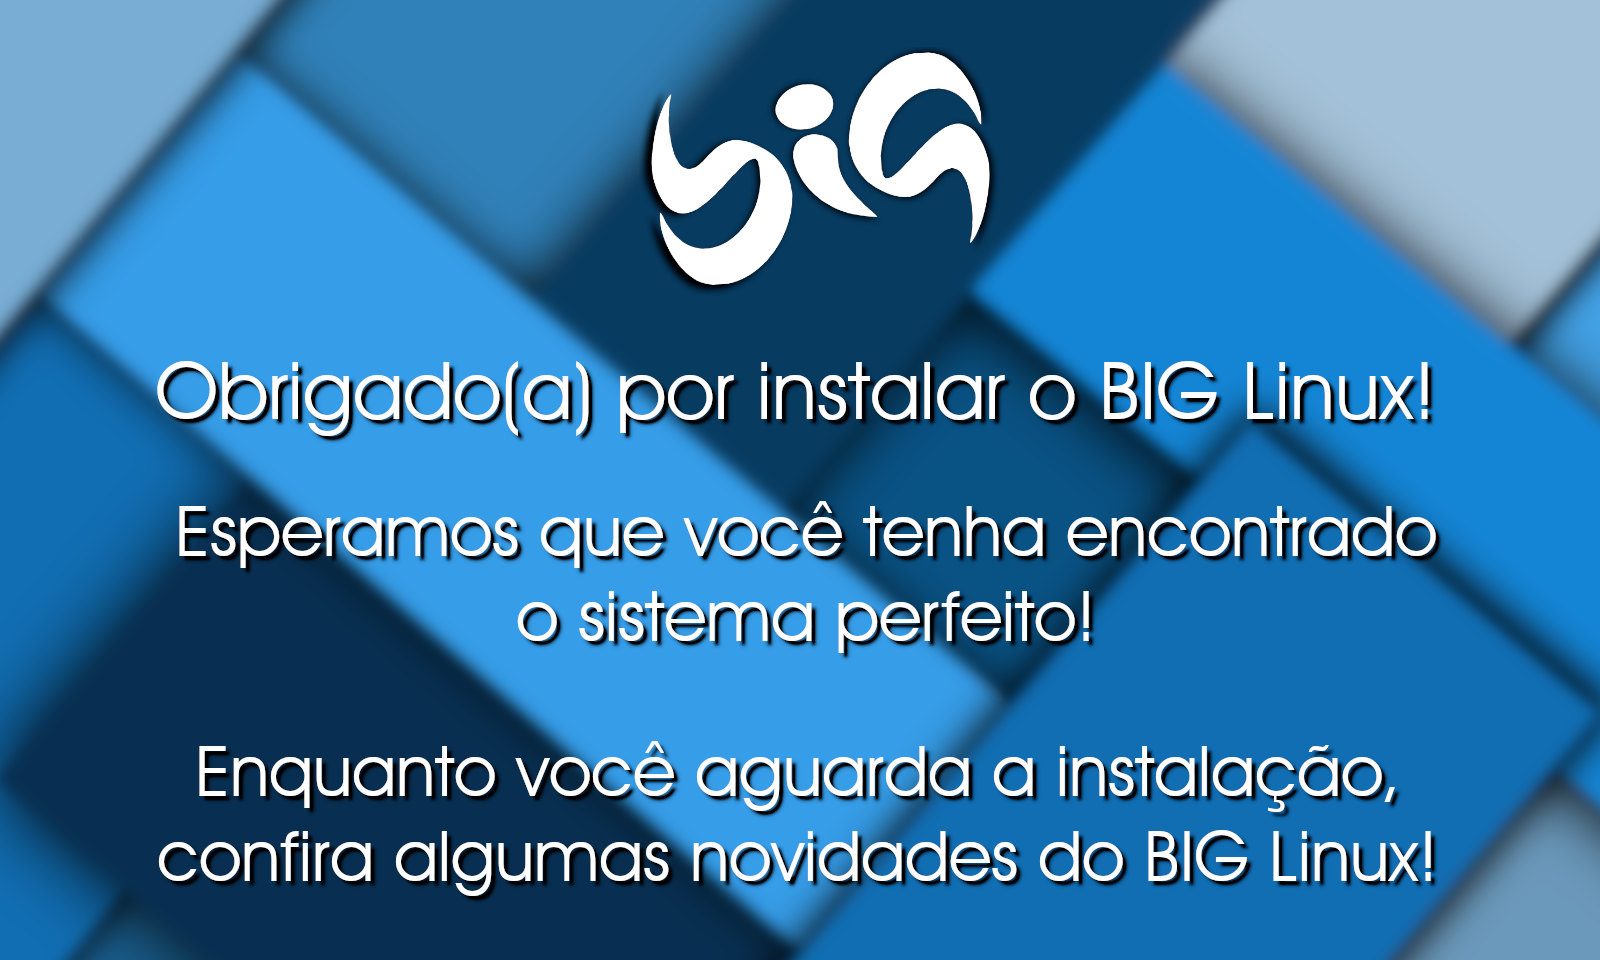 big
Obrigado(a) por instalar o BIG Linux!
Esperamos que você tenha encontrado
o sistema perfeito!
Enquanto você aguarda a instalação,
confira algumas novidades do BIG Linux!